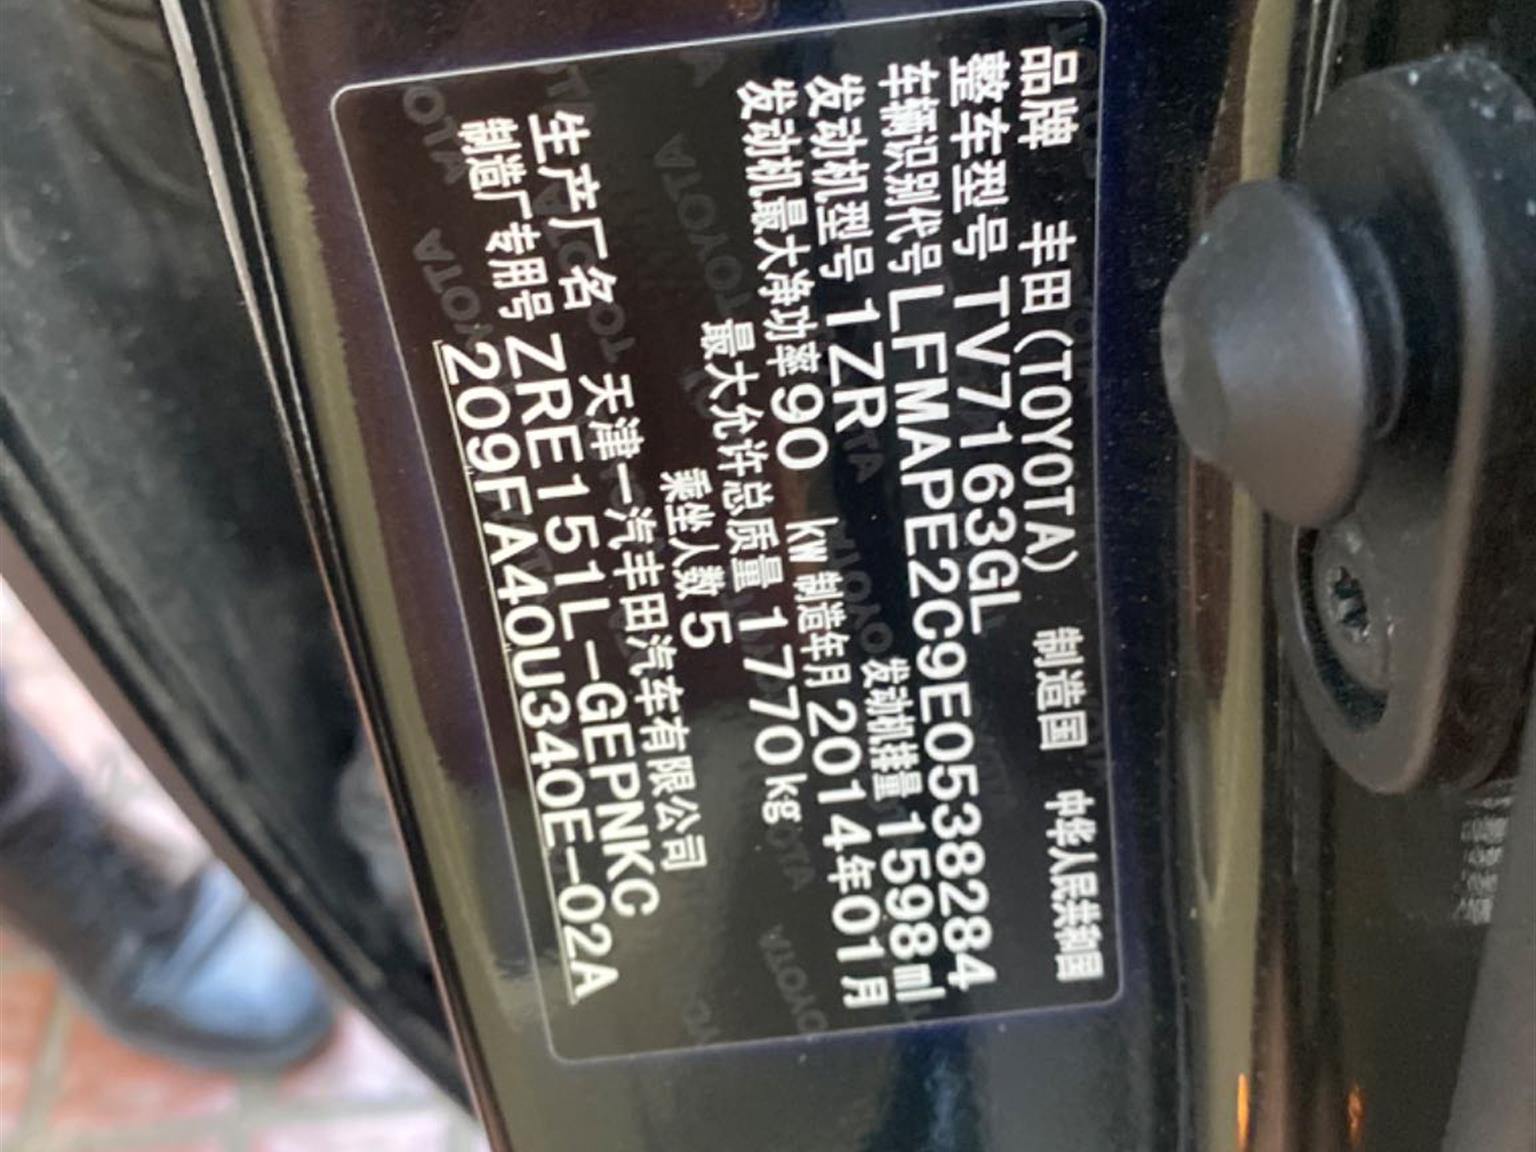 品牌 丰田(TOYOTA) 制造国 中华人民共和国
整车型号 TV7163GL
车辆识别代号 LFMAPE2C9E0538284
发动机型号 1ZR 发动机排量 1598ml
发动机最大净功率 90 kW 制造年月 2014年01月
最大允许总质量 1770kg
乘坐人数 5
生产厂名 天津一汽丰田汽车有限公司
制造厂专用号 ZRE151L-GEPNKC
209FA40U340E-02A